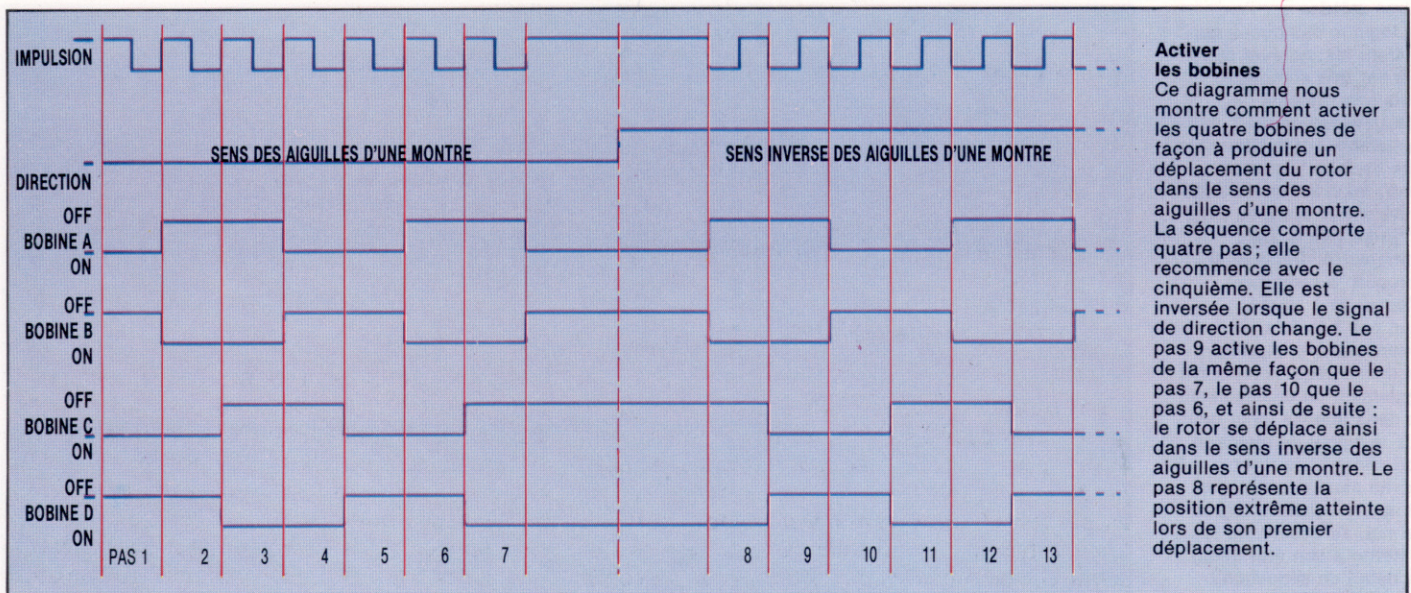 IMPULSION
SENS DES AIGUILLES D'UNE MONTRE
SENS INVERSE DES AIGUILLES D'UNE MONTRE
DIRECTION
OFF
BOBINE A
ON
OFF
BOBINE B
ON
OFF
BOBINE C
ON
OFF
BOBINE D
ON
PAS 1 2 3 4 5 6 7 8 9 10 11 12 13
Activer
les bobines
Ce diagramme nous
montre comment activer
les quatre bobines de
façon à produire un
déplacement du rotor
dans le sens des
aiguilles d'une montre.
La séquence comporte
quatre pas; elle
recommence avec le
cinquième. Elle est
inversée lorsque le signal
de direction change. Le
pas 9 active les bobines
de la même façon que le
pas 7, le pas 10 que le
pas 6, et ainsi de suite :
le rotor se déplace ainsi
dans le sens inverse des
aiguilles d'une montre. Le
pas 8 représente la
position extrême atteinte
lors de son premier
déplacement.